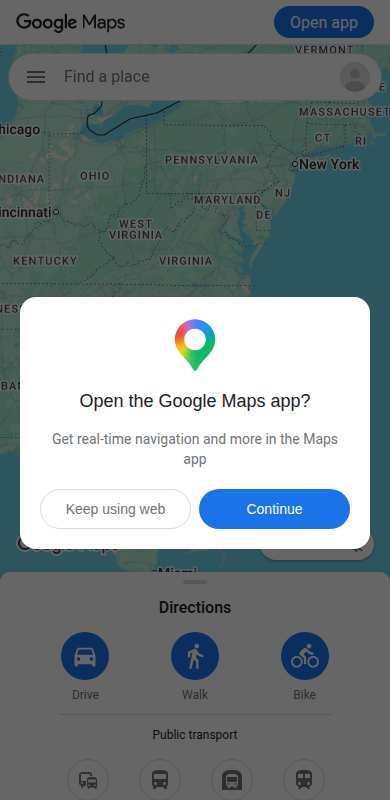 Google Maps
Open app
VERMONT
Find a place
MASSACHUSET
hicago
CT
RI
PENNSYLVANIA
New York
OHIO
NDIANA
NJ
MARYLAND
DE
incinnati
WEST
VIRGINIA
KENTUCKY
VIRGINIA
Open the Google Maps app?
Get real-time navigation and more in the Maps
app
Keep using web
Continue
Directions
Drive
Walk
Bike
Public transport